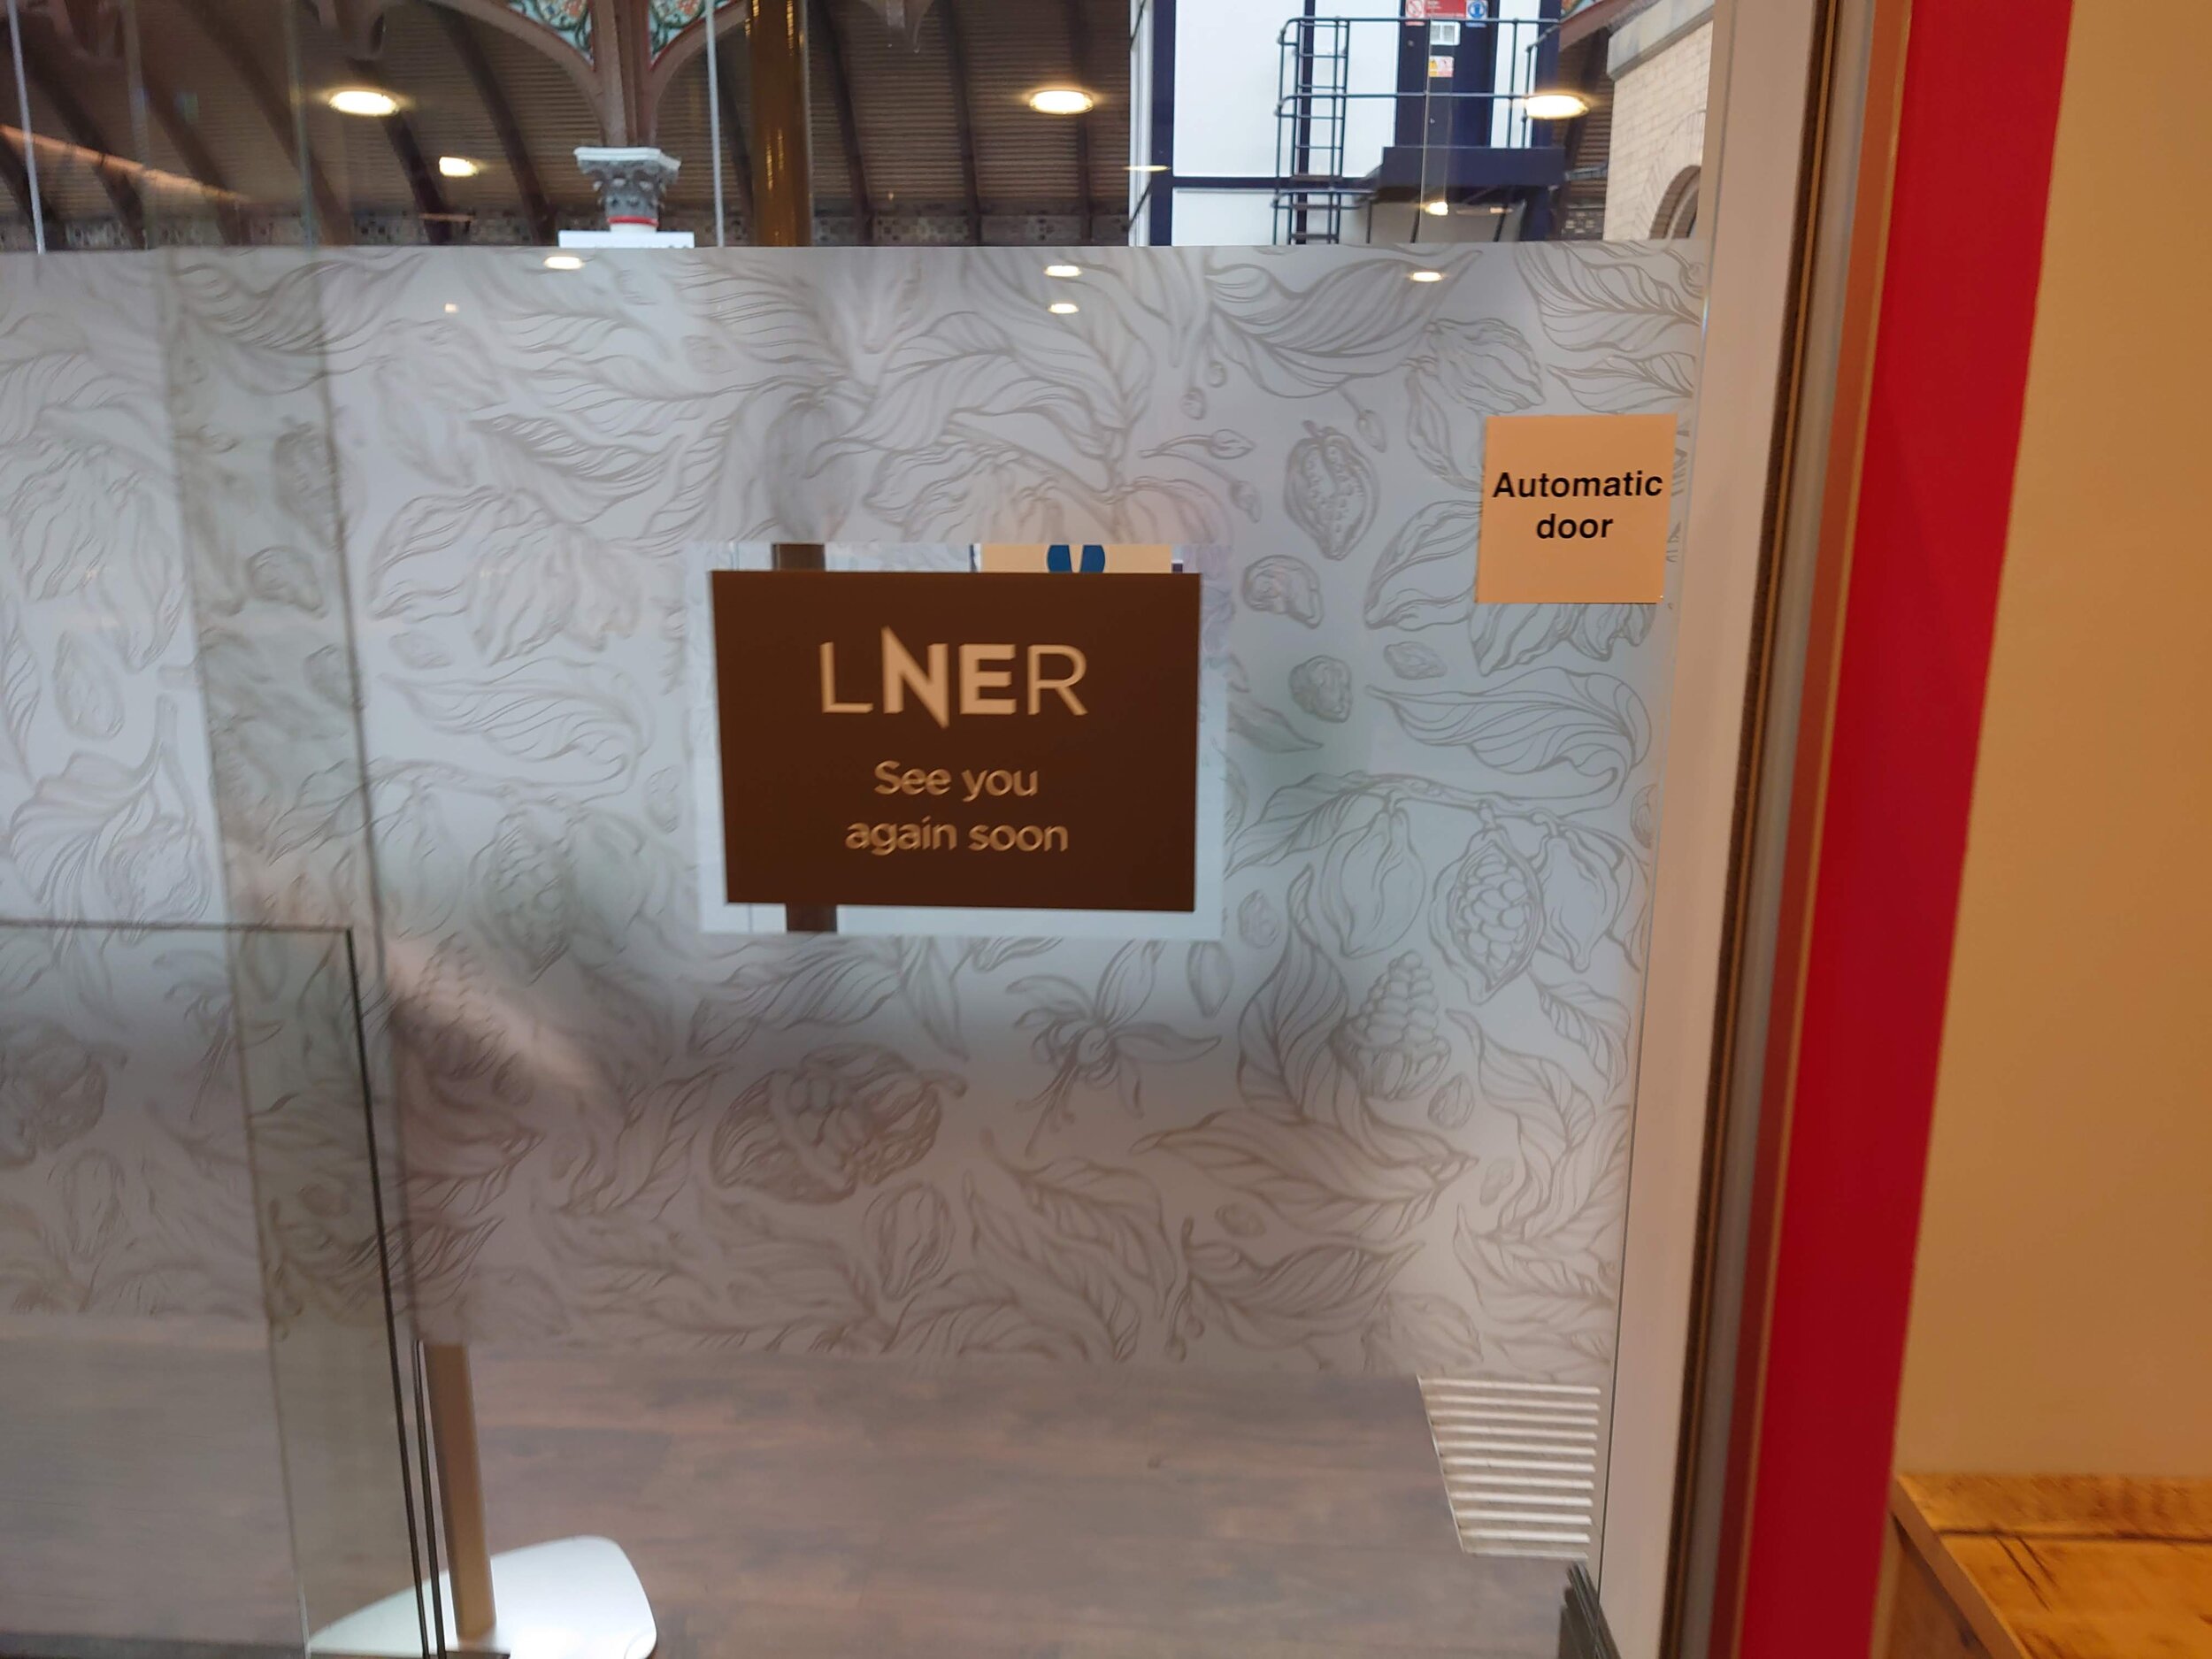 Automatic
door
LNER
See you
again soon